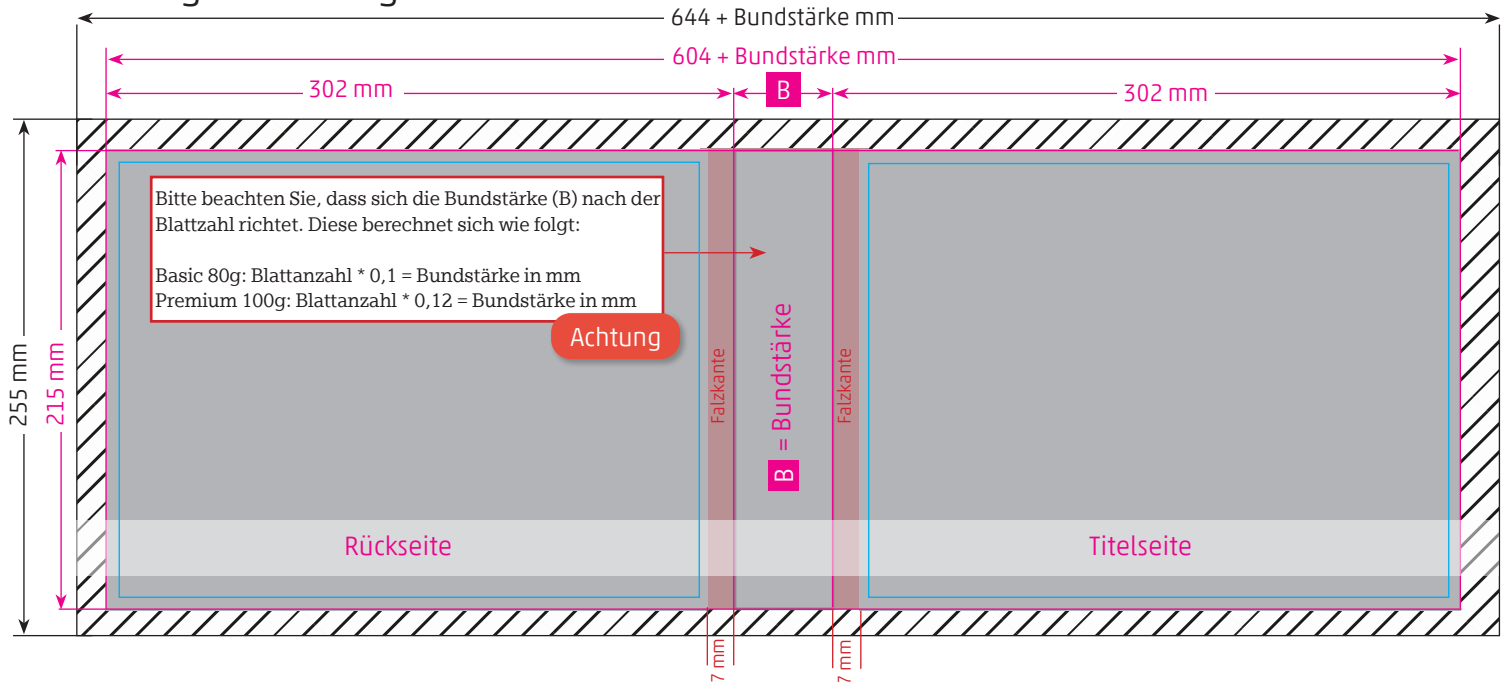 644 + Bundstärke mm
604 + Bundstärke mm
302 mm
B
302 mm
255 mm
215 mm
Bitte beachten Sie, dass sich die Bundstärke (B) nach der
Blattzahl richtet. Diese berechnet sich wie folgt:
Basic 80g: Blattanzahl * 0,1 = Bundstärke in mm
Premium 100g: Blattanzahl * 0,12 = Bundstärke in mm
Achtung
Falzkante
B = Bundstärke
Falzkante
Rückseite
Titelseite
7 mm
7 mm